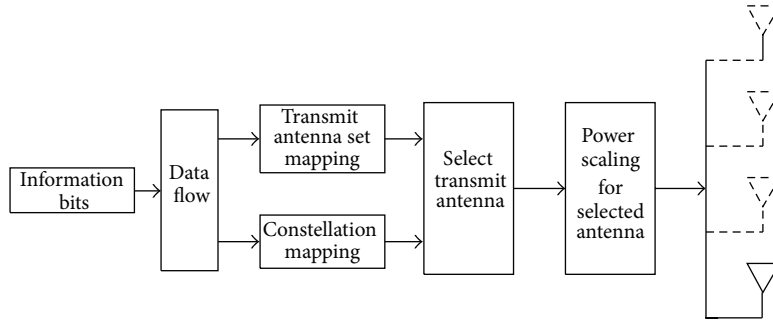 Information
bits
Data
flow
Transmit
antenna set
mapping
Constellation
mapping
Select
transmit
antenna
Power
scaling
for
selected
antenna